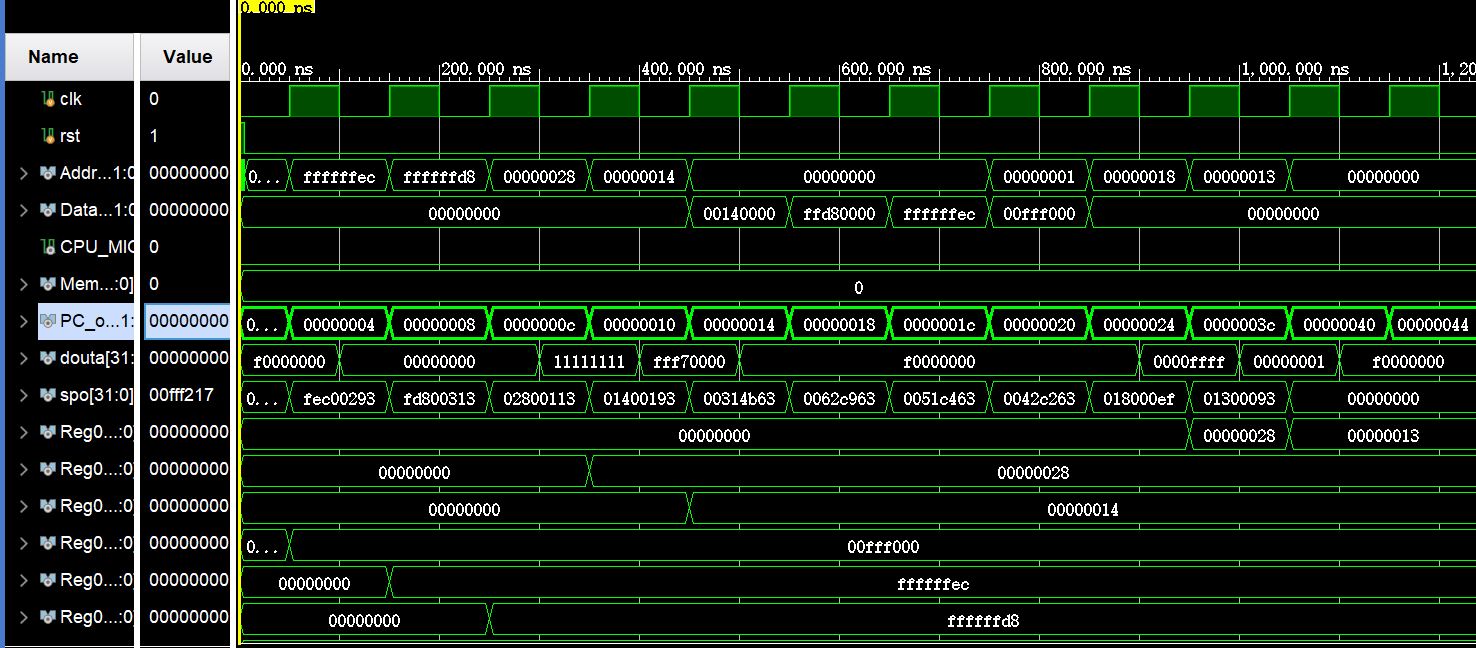 0.000 ns
Name Value
0.000 ns 200.000 ns 400.000 ns 600.000 ns 800.000 ns 1,000.000 ns 1,20
clk 0
rst 1
Addr...1:0 00000000 0... ffffffec ffffffd8 00000028 00000014 00000000 00000001 00000018 00000013 00000000
Data...1:0 00000000 00000000 00140000 ffd80000 ffffffec 00fff000 00000000
CPU_MIO 0
Mem...:0] 0 0
PC_o...1: 00000000 0... 00000004 00000008 0000000c 00000010 00000014 00000018 0000001c 00000020 00000024 0000003c 00000040 00000044
douta[31: 00000000 f0000000 00000000 11111111 fff70000 f0000000 0000ffff 00000001 f0000000
spo[31:0] 00fff217 0... fec00293 fd800313 02800113 01400193 00314b63 0062c963 0051c463 0042c263 018000ef 01300093 00000000
Reg0...:0] 00000000 00000000 00000028 00000013
Reg0...:0] 00000000 00000000 00000028
Reg0...:0] 00000000 00000000 00000014
Reg0...:0] 00000000 0... 00fff000
Reg0...:0] 00000000 00000000 ffffffec
Reg0...:0] 00000000 00000000 ffffffd8